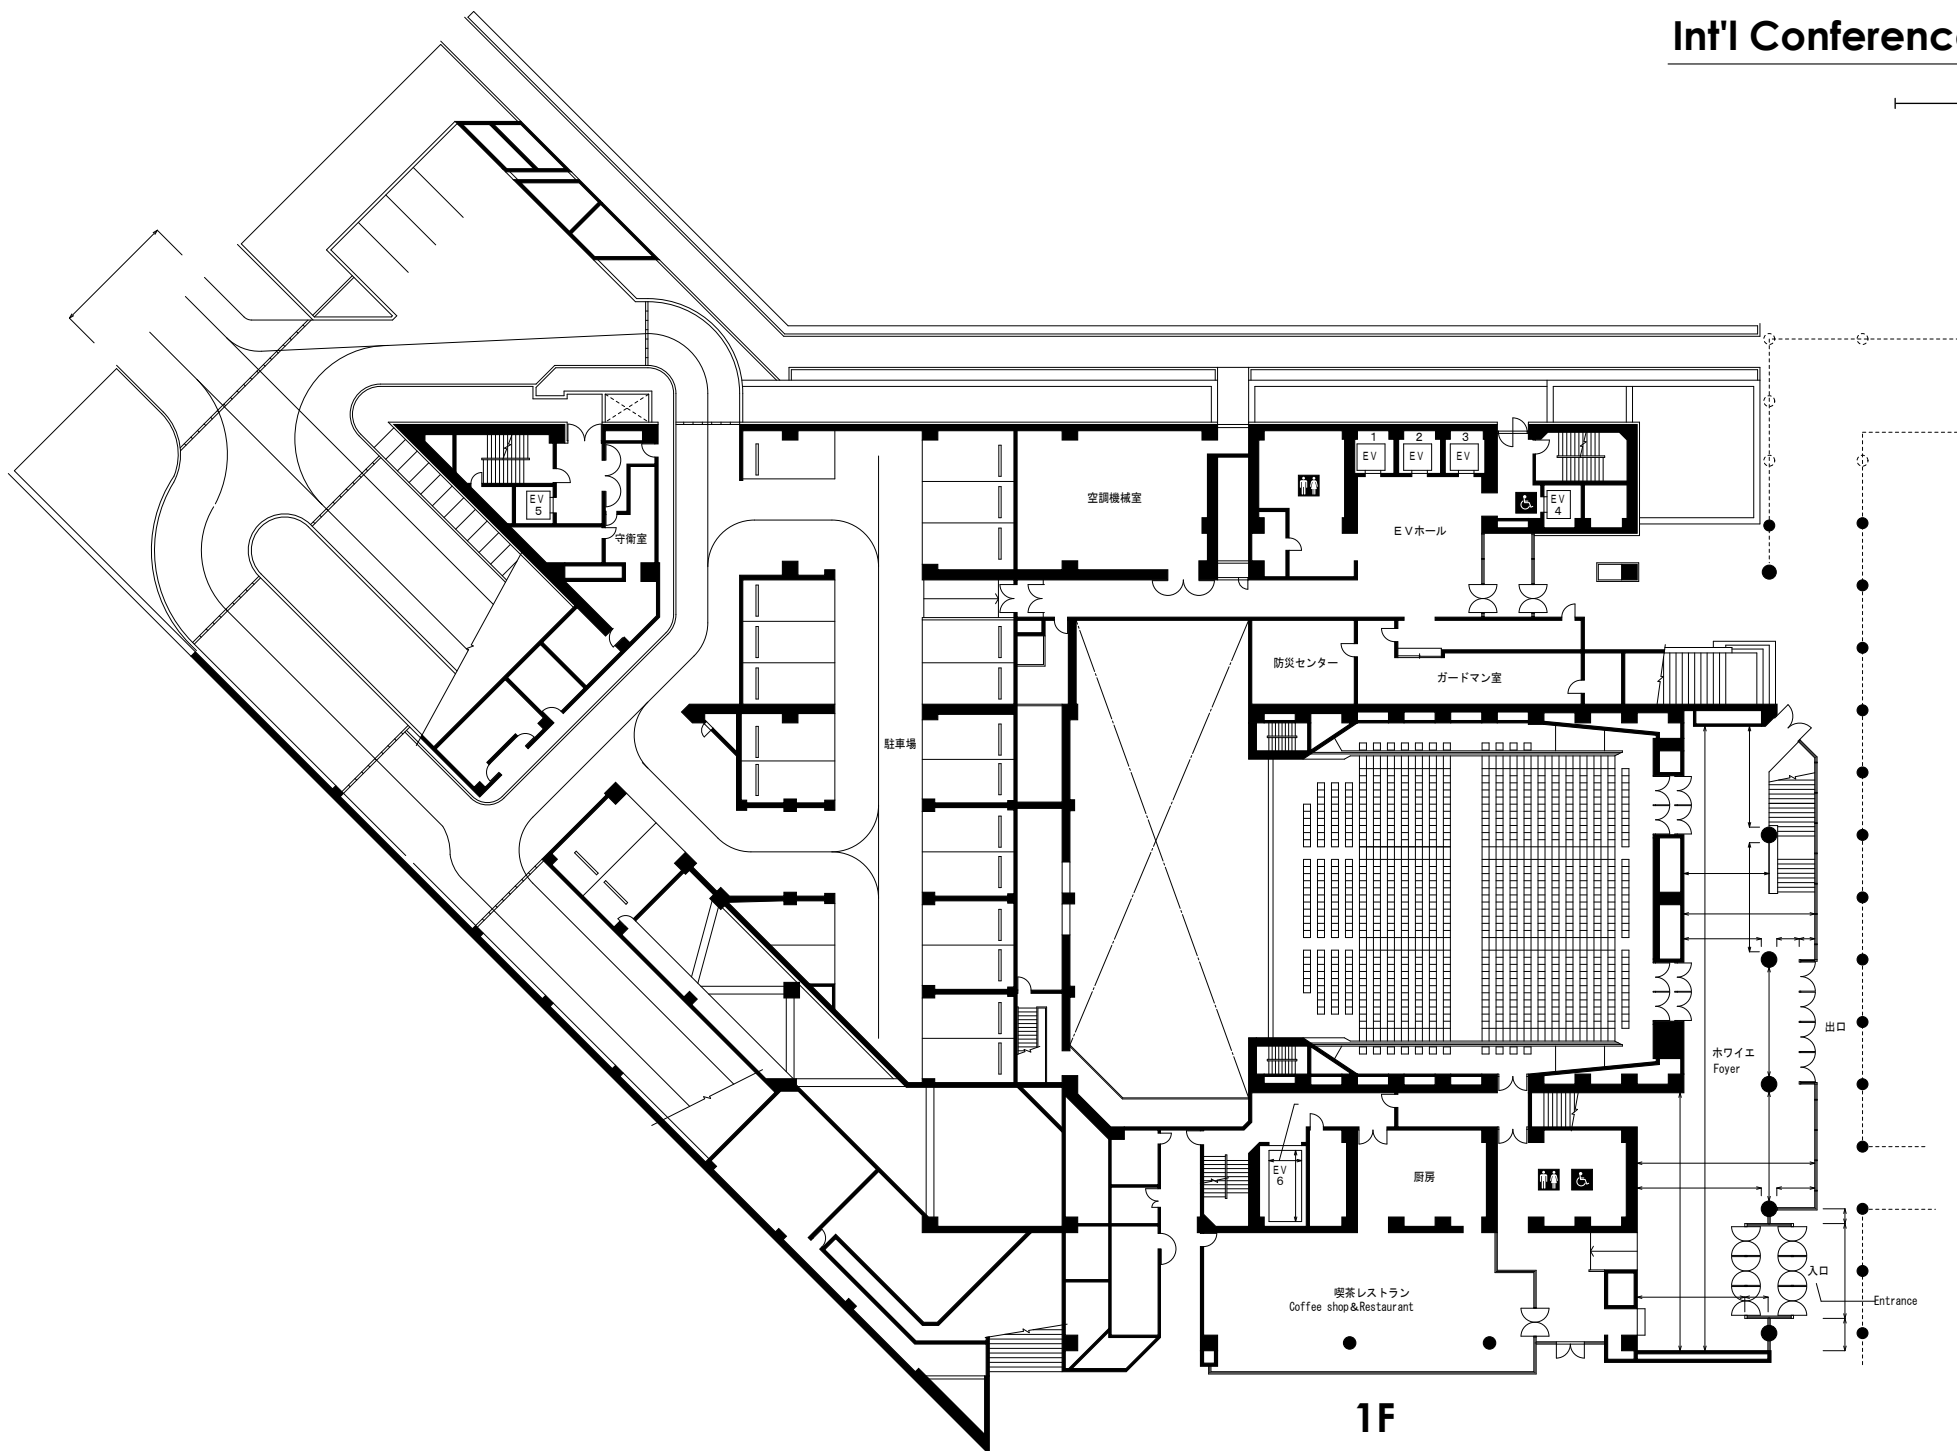 Int'l Conferenc
1
2
3
EV
EV
EV
空調機械室
EV
5
EV
4
EVホール
守衛室
防災センター
ガードマン室
駐車場
出口
ホワイエ
Foyer
EV
6
厨房
入口
喫茶レストラン
Coffee shop&Restaurant
Entrance
1F